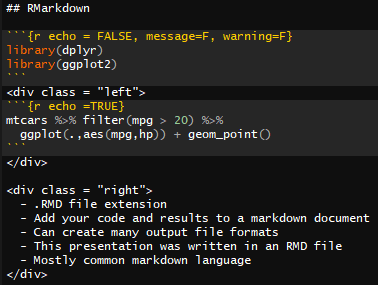 ## RMarkdown
```{r echo = FALSE, message=F, warning=F}
library(dplyr)
library(ggplot2)
```
<div class = "left">
```{r echo =TRUE}
mtcars %>% filter(mpg > 20) %>%
  ggplot(.,aes(mpg,hp)) + geom_point()
```
</div>
<div class = "right">
  - .RMD file extension
  - Add your code and results to a markdown document
  - Can create many output file formats
  - This presentation was written in an RMD file
  - Mostly common markdown language
</div>